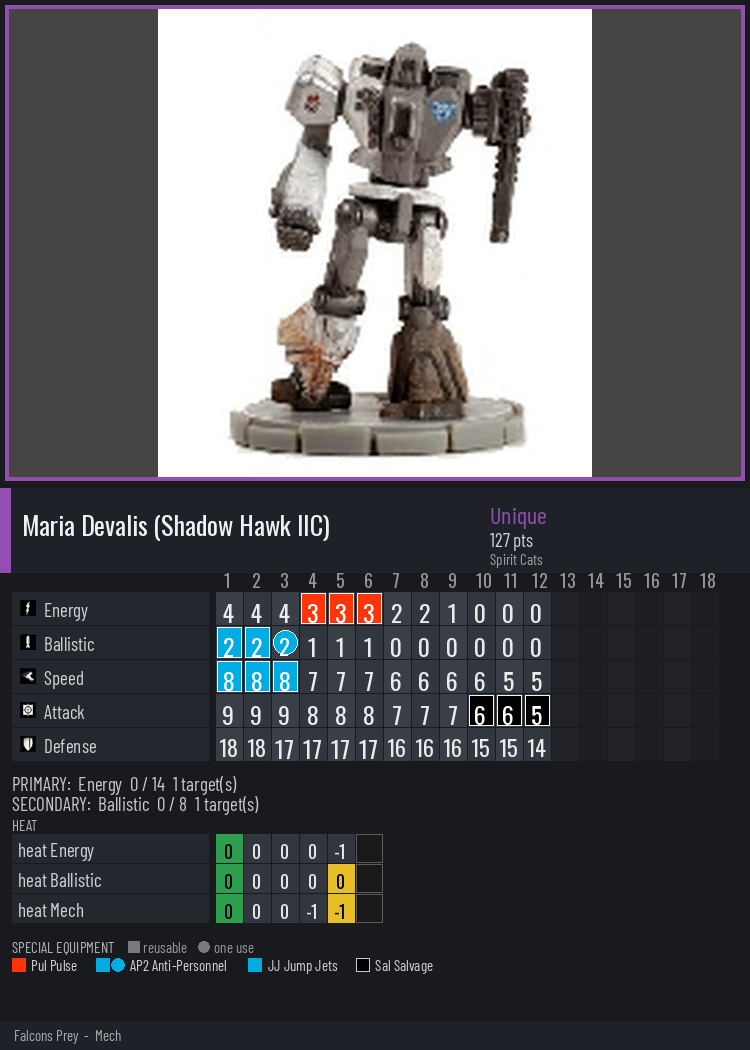 Maria Devalis (Shadow Hawk IIC)
Unique
127 pts
Spirit Cats
1 2 3 4 5 6 7 8 9 10 11 12 13 14 15 16 17 18
Energy 4 4 4 3 3 3 2 2 1 0 0 0
Ballistic 2 2 2 1 1 1 0 0 0 0 0 0
Speed 8 8 8 7 7 7 6 6 6 6 5 5
Attack 9 9 9 8 8 8 7 7 7 6 6 5
Defense 18 18 17 17 17 17 16 16 16 15 15 14
PRIMARY: Energy 0 / 14 1 target(s)
SECONDARY: Ballistic 0 / 8 1 target(s)
HEAT
heat Energy 0 0 0 0 -1
heat Ballistic 0 0 0 0 0
heat Mech 0 0 0 -1 -1
SPECIAL EQUIPMENT reusable one use
Pul Pulse AP2 Anti-Personnel JJ Jump Jets Sal Salvage
Falcons Prey - Mech